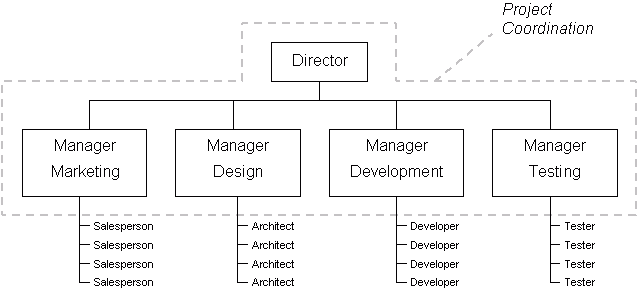 Project
Coordination
Director
Manager
Marketing
Manager
Design
Manager
Development
Manager
Testing
Salesperson
Salesperson
Salesperson
Salesperson
Architect
Architect
Architect
Architect
Developer
Developer
Developer
Developer
Tester
Tester
Tester
Tester